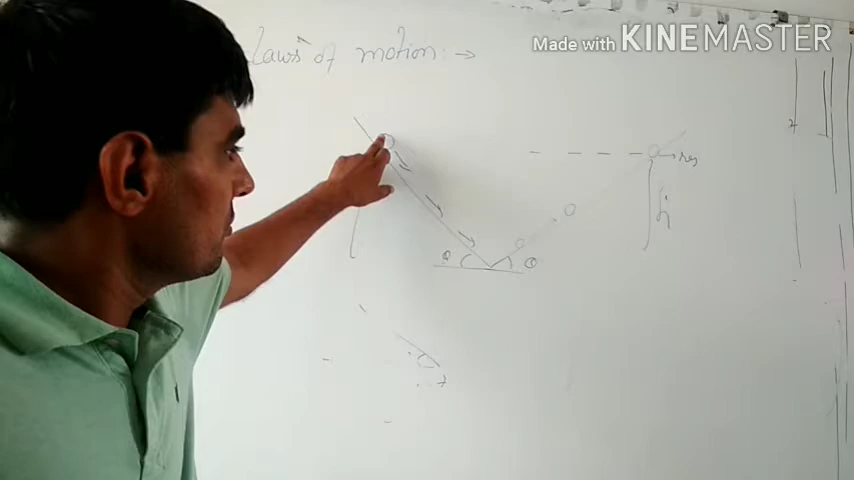 Laws of motion :→
Made with KINEMASTER
h
θ
θ